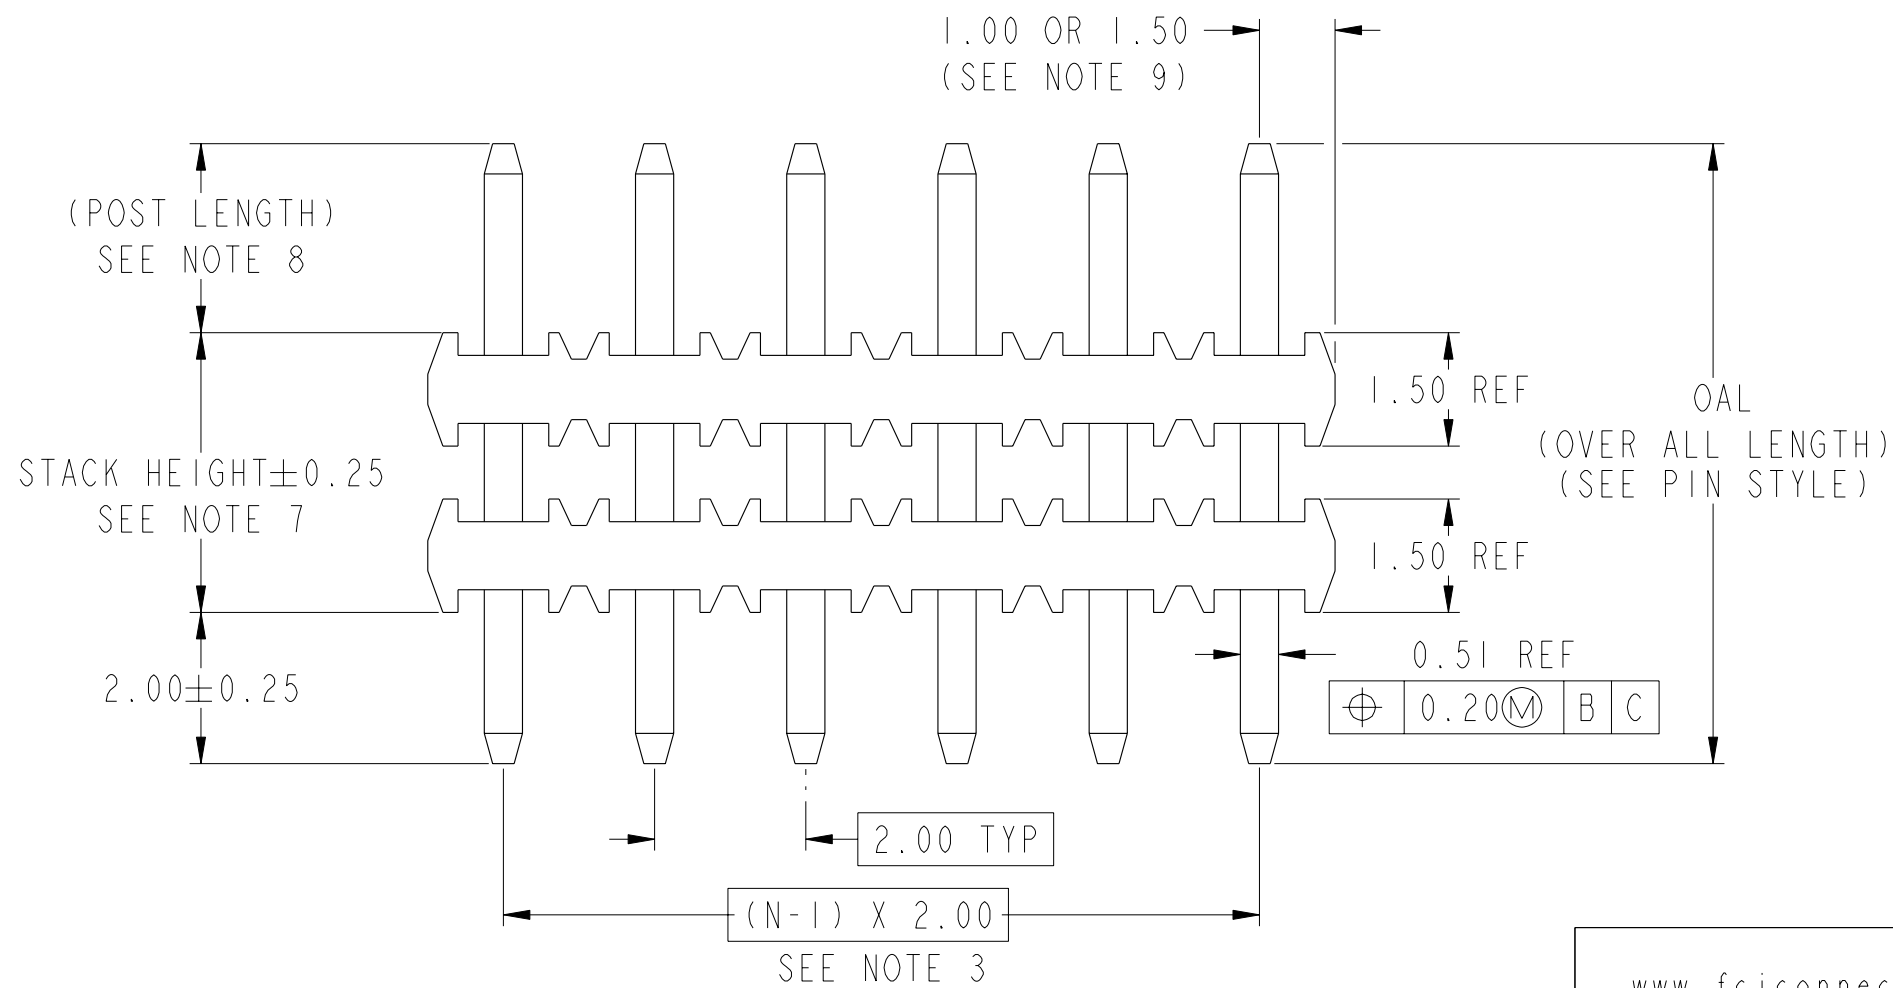 1.00 OR 1.50
(SEE NOTE 9)
(POST LENGTH)
SEE NOTE 8
1.50 REF
OAL
(OVER ALL LENGTH)
(SEE PIN STYLE)
STACK HEIGHT±0.25
SEE NOTE 7
1.50 REF
0.51 REF
⌖ 0.20Ⓜ B C
2.00±0.25
2.00 TYP
(N-1) X 2.00
SEE NOTE 3